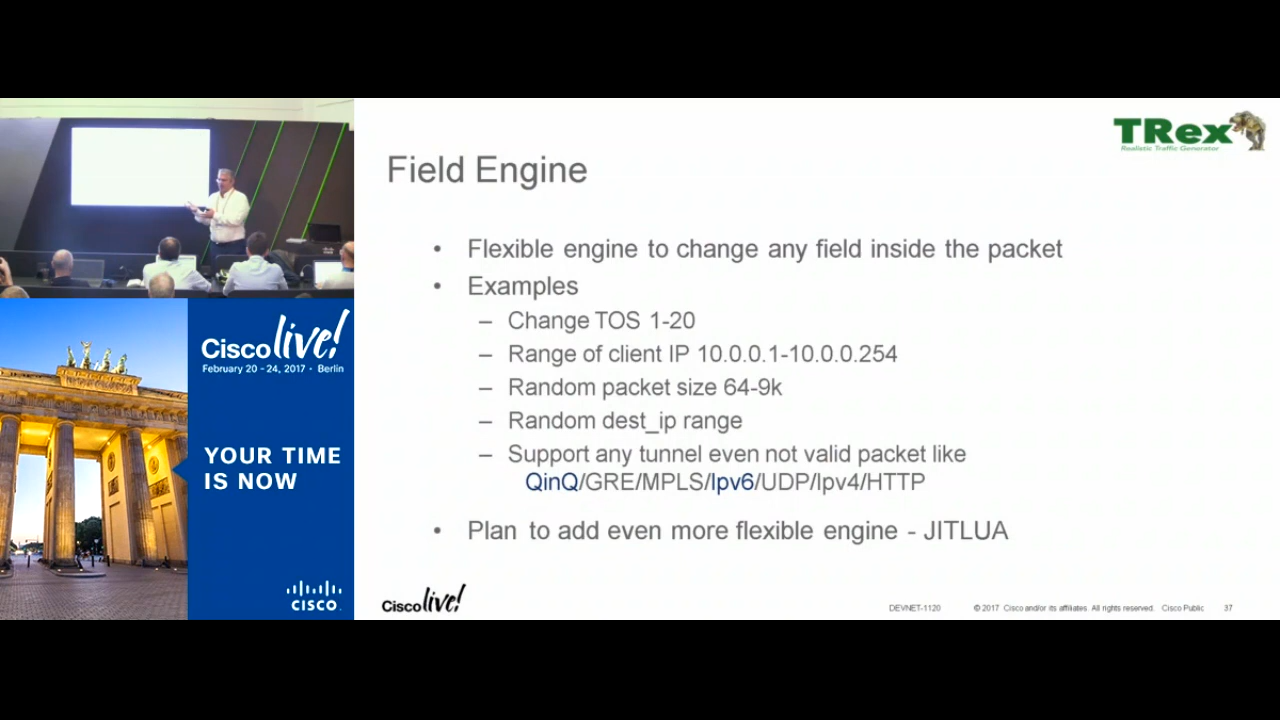 TRex
Realistic Traffic Generator
Field Engine
• Flexible engine to change any field inside the packet
• Examples
– Change TOS 1-20
– Range of client IP 10.0.0.1-10.0.0.254
– Random packet size 64-9k
– Random dest_ip range
– Support any tunnel even not valid packet like
QinQ/GRE/MPLS/Ipv6/UDP/Ipv4/HTTP
• Plan to add even more flexible engine - JITLUA
Cisco live!
February 20 - 24, 2017 • Berlin
YOUR TIME
IS NOW
CISCO
Cisco live!
DEVNET-1120 © 2017 Cisco and/or its affiliates. All rights reserved. Cisco Public 37